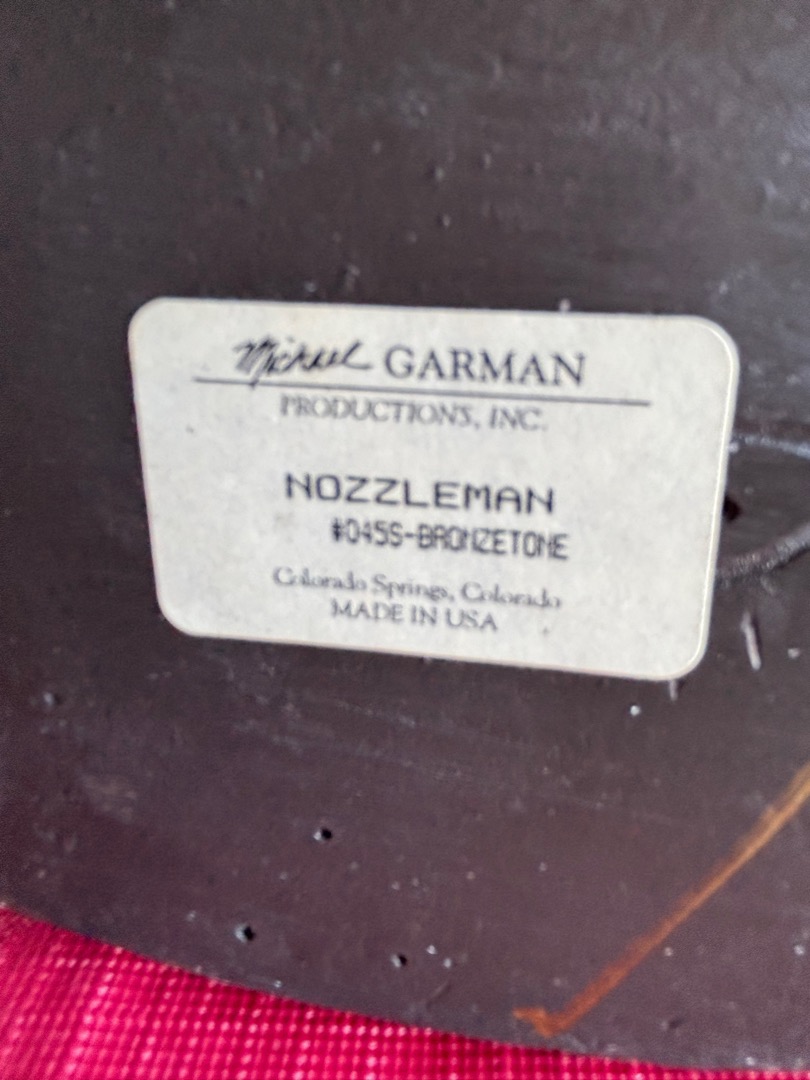 Michael GARMAN
PRODUCTIONS, INC.
NOZZLEMAN
#045S-BRONZETONE
Colorado Springs, Colorado
MADE IN USA